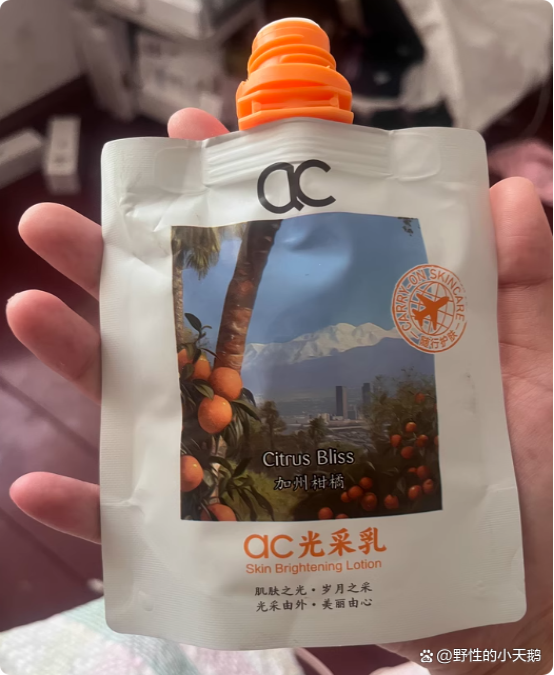 ac
CARRY ON SKINCARE
随行护肤
Citrus Bliss
加州柑橘
ac光采乳
Skin Brightening Lotion
肌肤之光·岁月之采
光采由外·美丽由心
@野性的小天鹅